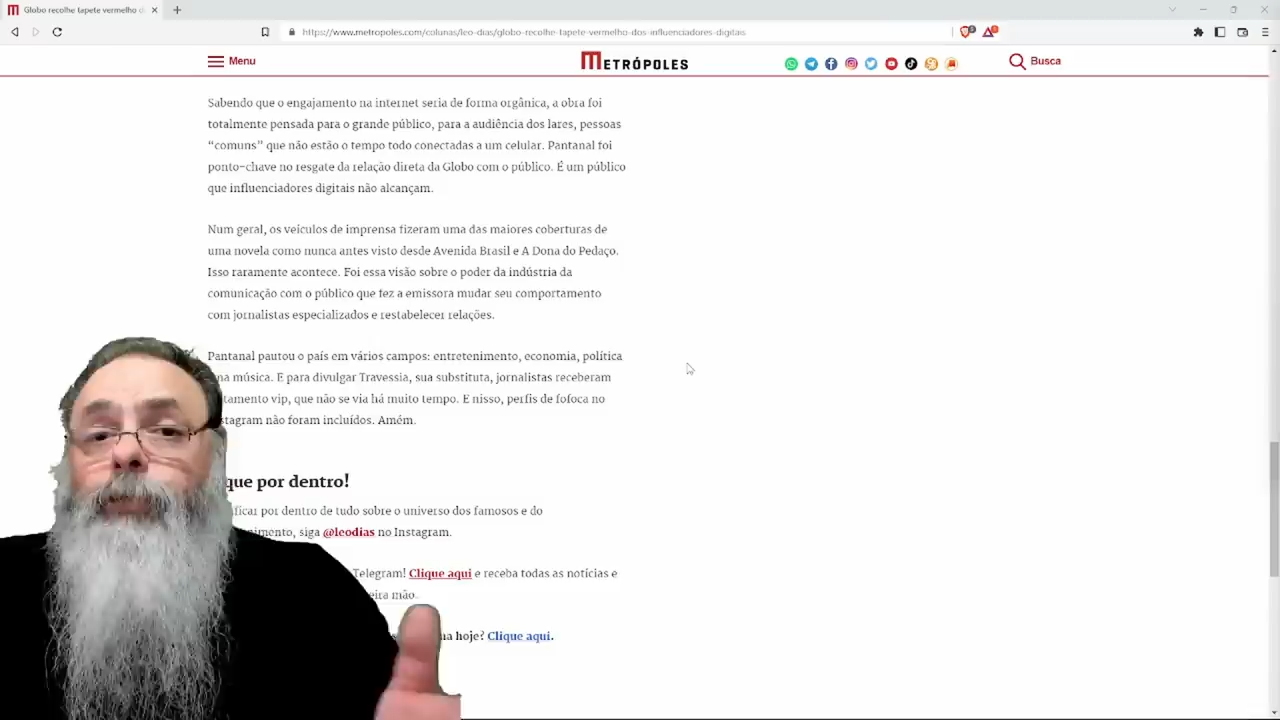 Globo recolhe tapete vermelho d
https://www.metropoles.com/colunas/leo-dias/globo-recolhe-tapete-vermelho-dos-influenciadores-digitais
Menu
METRÓPOLES
Busca
Sabendo que o engajamento na internet seria de forma orgânica, a obra foi
totalmente pensada para o grande público, para a audiência dos lares, pessoas
“comuns” que não estão o tempo todo conectadas a um celular. Pantanal foi
ponto-chave no resgate da relação direta da Globo com o público. É um público
que influenciadores digitais não alcançam.
Num geral, os veículos de imprensa fizeram uma das maiores coberturas de
uma novela como nunca antes visto desde Avenida Brasil e A Dona do Pedaço.
Isso raramente acontece. Foi essa visão sobre o poder da indústria da
comunicação com o público que fez a emissora mudar seu comportamento
com jornalistas especializados e restabelecer relações.
Pantanal pautou o país em vários campos: entretenimento, economia, política
na música. E para divulgar Travessia, sua substituta, jornalistas receberam
tamento vip, que não se via há muito tempo. E nisso, perfis de fofoca no
stagram não foram incluídos. Amém.
que por dentro!
ficar por dentro de tudo sobre o universo dos famosos e do
nimento, siga @leodias no Instagram.
Telegram! Clique aqui e receba todas as notícias e
eira mão.
na hoje? Clique aqui.